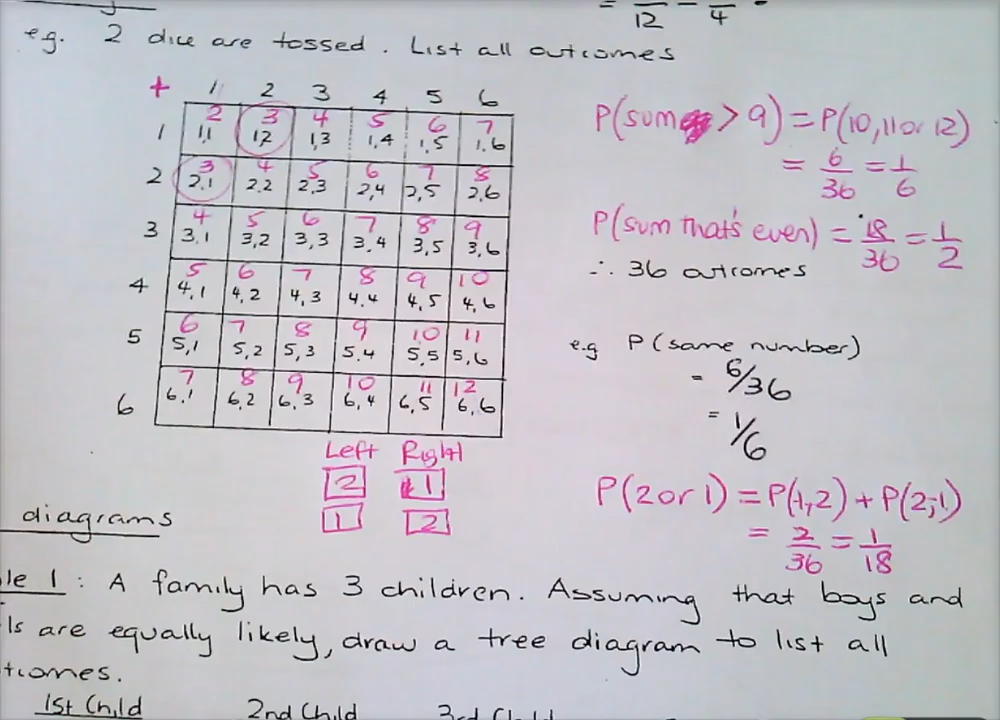 = /12 - /4
e.g. 2 dice are tossed. List all outcomes
+ 1 2 3 4 5 6
2 3 4 5 6 7
1 1,1 1,2 1,3 1,4 1,5 1,6
3 4 5 6 7 8
2 2,1 2,2 2,3 2,4 2,5 2,6
4 5 6 7 8 9
3 3,1 3,2 3,3 3,4 3,5 3,6
5 6 7 8 9 10
4 4,1 4,2 4,3 4,4 4,5 4,6
6 7 8 9 10 11
5 5,1 5,2 5,3 5,4 5,5 5,6
7 8 9 10 11 12
6 6,1 6,2 6,3 6,4 6,5 6,6
Left Right
2 1
1 2
P(sum > 9) = P(10, 11 or 12)
= 6/36 = 1/6
P(sum that's even) = 18/36 = 1/2
∴ 36 outcomes
e.g P(same number)
= 6/36
= 1/6
P(2 or 1) = P(1,2) + P(2,1)
= 2/36 = 1/18
diagrams
le 1 : A family has 3 children. Assuming that boys and
ls are equally likely, draw a tree diagram to list all
tcomes.
1st Child 2nd Child 3rd Child